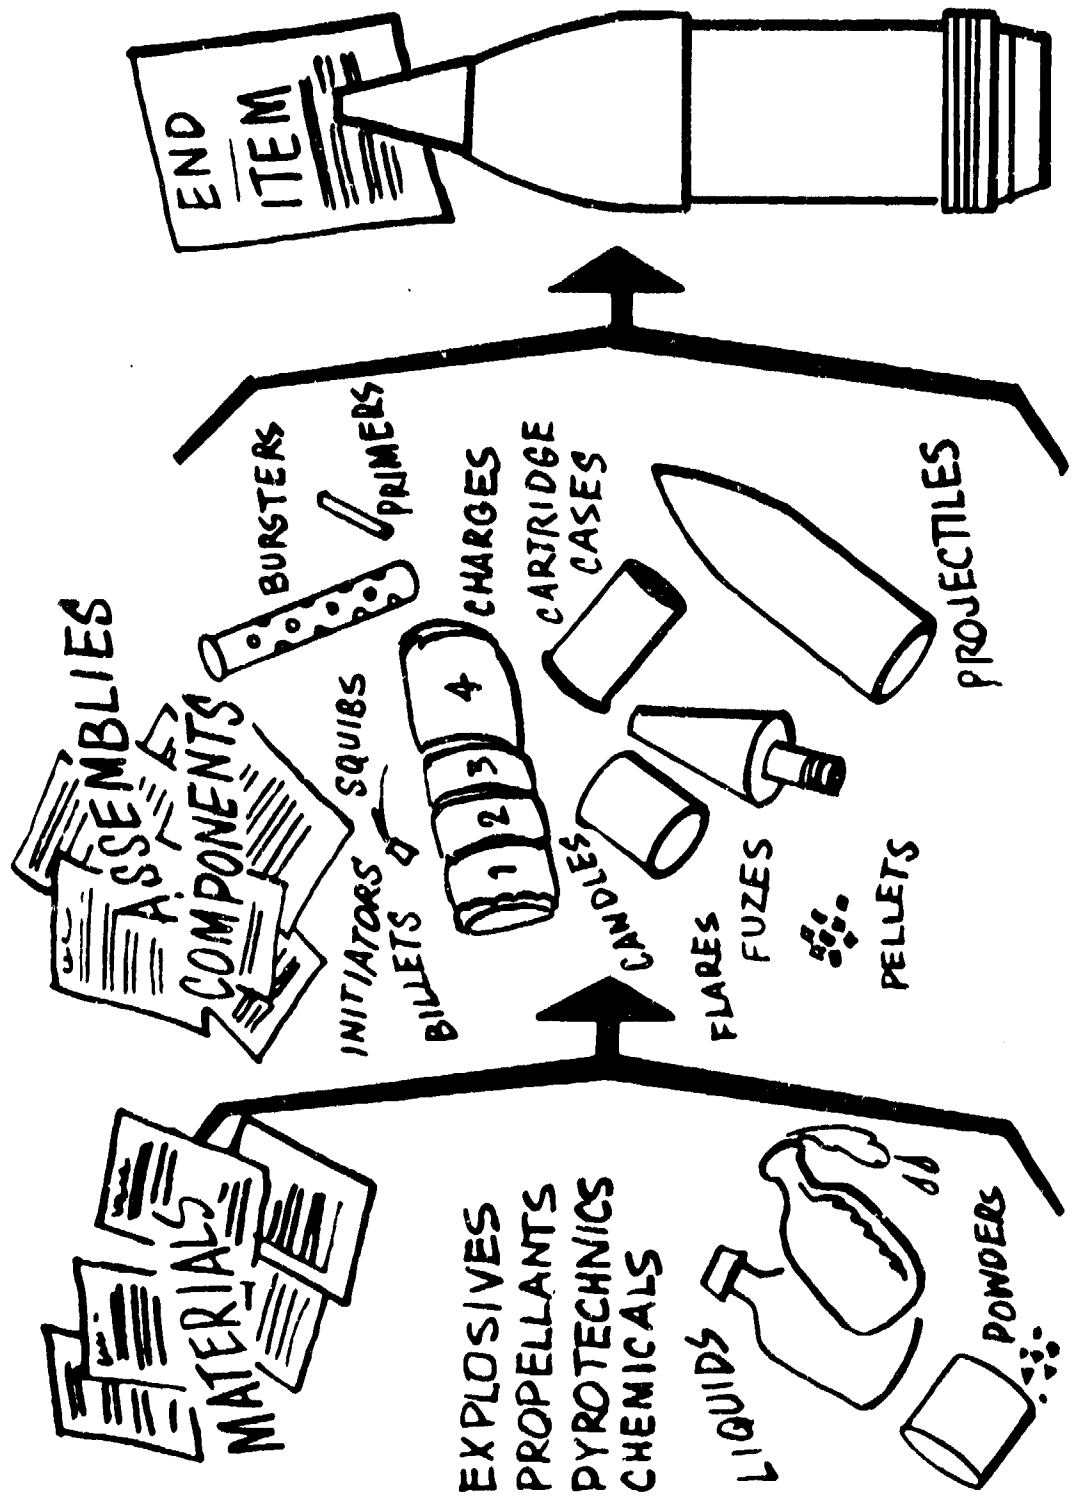 MATERIALS
EXPLOSIVES
PROPELLANTS
PYROTECHNICS
CHEMICALS
LIQUIDS
POWDERS
ASSEMBLIES
&
COMPONENTS
INITIATORS
SQUIBS
BILLETS
BURSTERS
PRIMERS
CHARGES
1 2 3 4
CARTRIDGE
CASES
CANDLES
FLARES
FUZES
PELLETS
PROJECTILES
END
ITEM